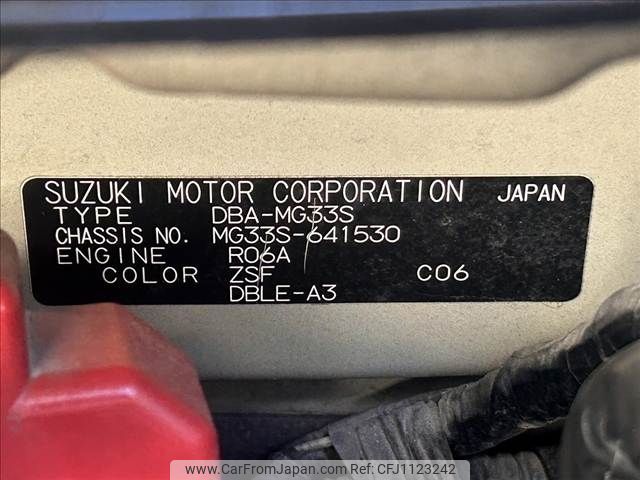 SUZUKI MOTOR CORPORATION JAPAN
TYPE DBA-MG33S
CHASSIS NO. MG33S-641530
ENGINE R06A
COLOR ZSF C06
DBLE-A3
www.CarFromJapan.com Ref:CFJ1123242